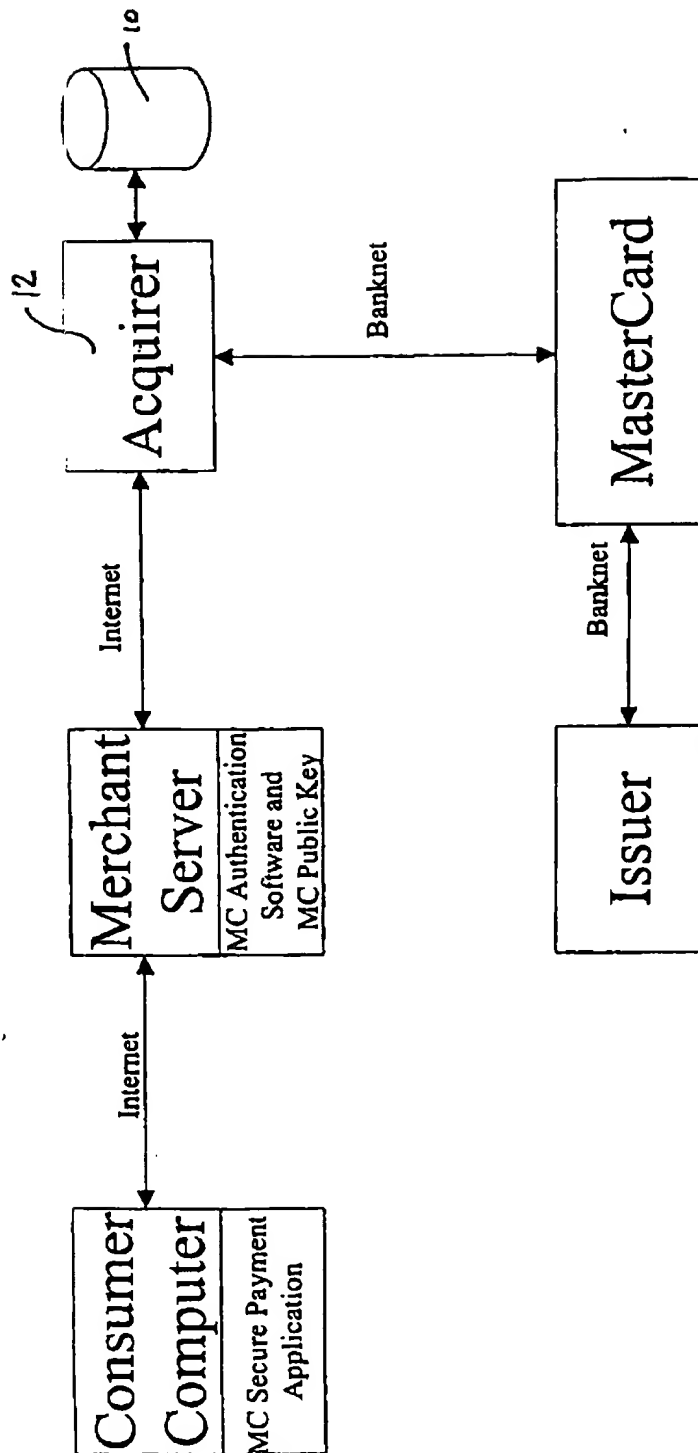 Consumer
Computer
MC Secure Payment
Application
Internet
Merchant
Server
MC Authentication
Software and
MC Public Key
Internet
Acquirer
12
10
Banknet
Issuer
Banknet
MasterCard